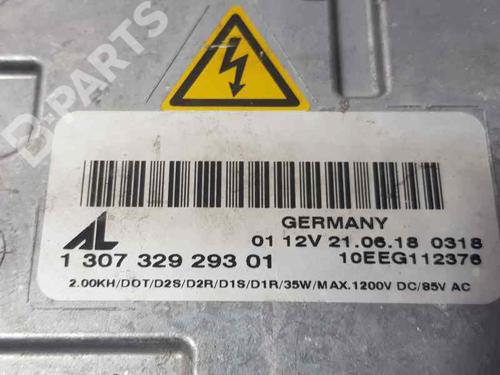 B-PARTS
GERMANY
AL
01 12V 21.06.18 0318
1 307 329 293 01
10EEG112376
2.00KH/DOT/D2S/D2R/D1S/D1R/35W/MAX.1200V DC/85V AC